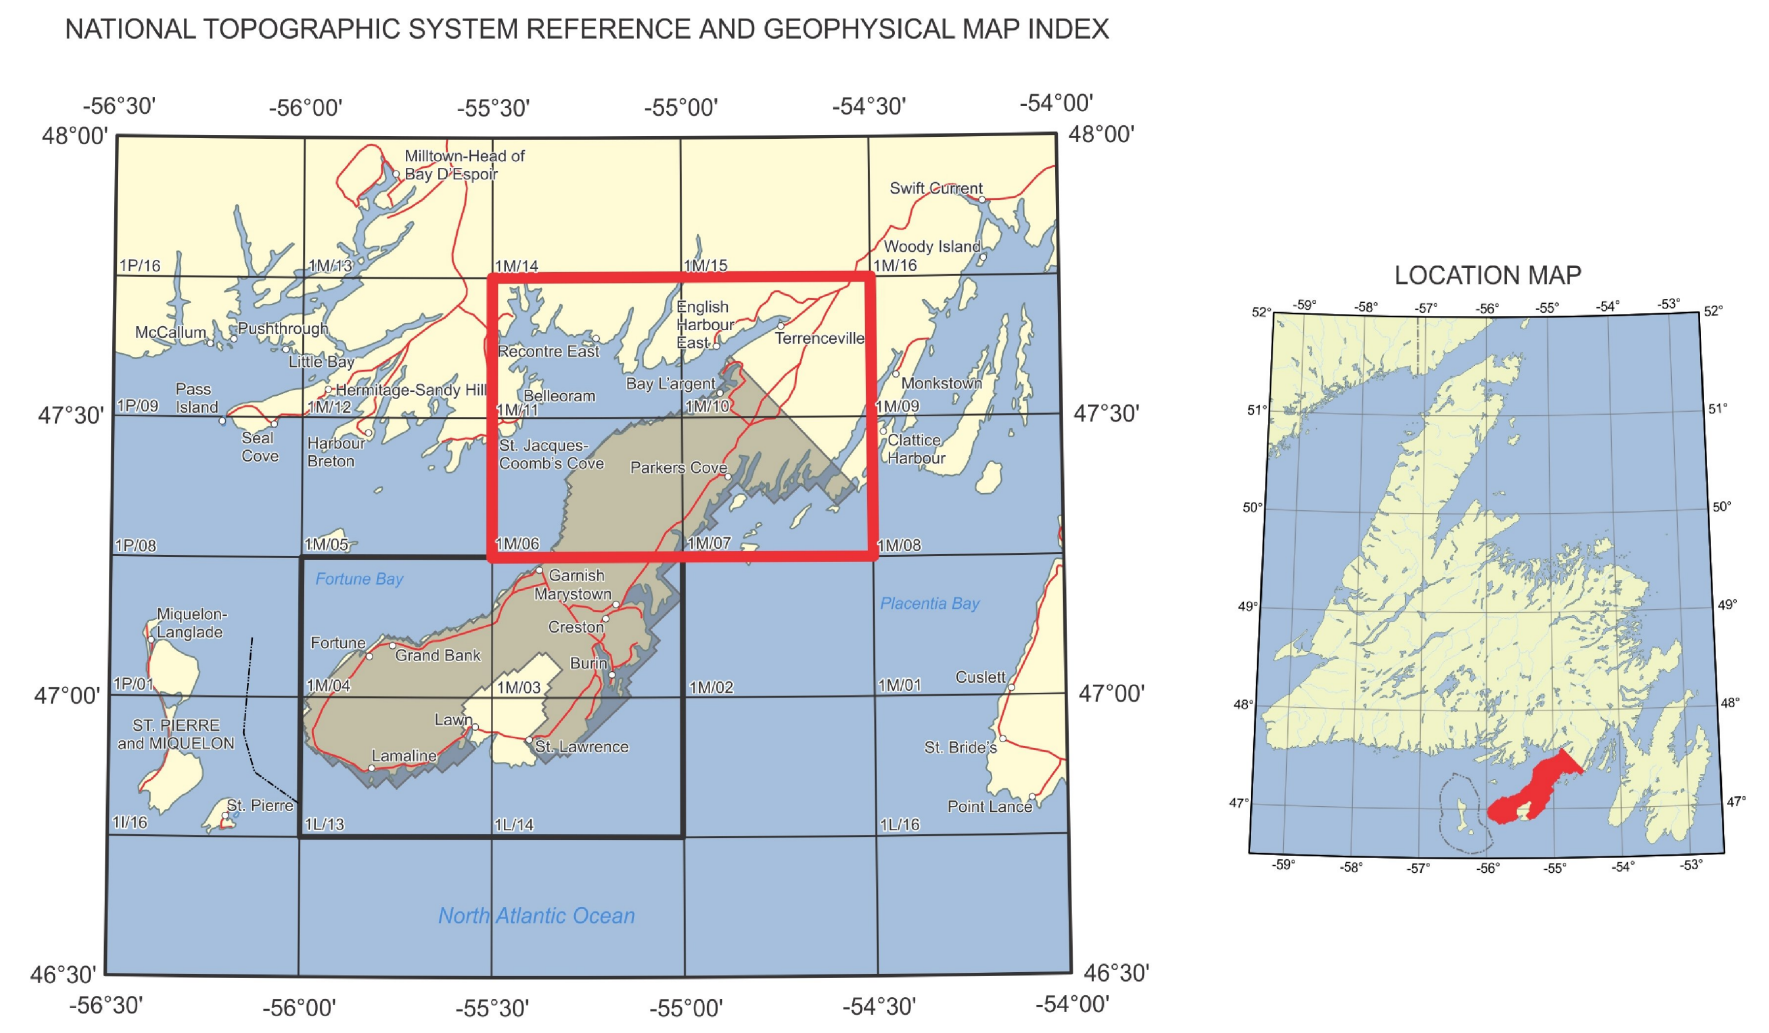 NATIONAL TOPOGRAPHIC SYSTEM REFERENCE AND GEOPHYSICAL MAP INDEX
-56°30' -56°00' -55°30' -55°00' -54°30' -54°00'
48°00' 48°00'
Milltown-Head of
Bay D'Espoir
Swift Current
Woody Island
1P/16 1M/13 1M/14 1M/15 1M/16
McCallum
Pushthrough
Little Bay
Recontre East
English
Harbour
East
Terrenceville
Pass
Island
Hermitage-Sandy Hill
Belleoram
Bay L'argent
Monkstown
1P/09 1M/12 1M/11 1M/10 1M/09
47°30' 47°30'
Seal
Cove
Harbour
Breton
St. Jacques-
Coomb's Cove
Parkers Cove
Clattice
Harbour
1P/08 1M/05 1M/06 1M/07 1M/08
Fortune Bay
Garnish
Marystown
Placentia Bay
Miquelon-
Langlade
Creston
Fortune
Grand Bank
Burin
Cuslett
1P/01 1M/04 1M/03 1M/02 1M/01
47°00' 47°00'
ST. PIERRE
and MIQUELON
Lawn
St. Lawrence
St. Bride's
Lamaline
St. Pierre
Point Lance
1I/16 1L/13 1L/14 1L/16
North Atlantic Ocean
46°30' 46°30'
-56°30' -56°00' -55°30' -55°00' -54°30' -54°00'
LOCATION MAP
-59° -58° -57° -56° -55° -54° -53°
52° 52°
51° 51°
50° 50°
49° 49°
48° 48°
47° 47°
-59° -58° -57° -56° -55° -54° -53°